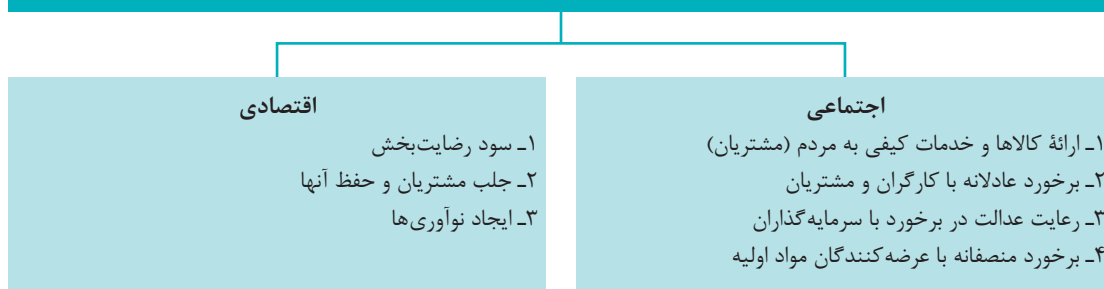 اجتماعی
۱ـ ارائهٔ کالاها و خدمات کیفی به مردم (مشتریان)
۲ـ برخورد عادلانه با کارگران و مشتریان
۳ـ رعایت عدالت در برخورد با سرمایه‌گذاران
۴ـ برخورد منصفانه با عرضه‌کنندگان مواد اولیه
اقتصادی
۱ـ سود رضایت‌بخش
۲ـ جلب مشتریان و حفظ آنها
۳ـ ایجاد نوآوری‌ها